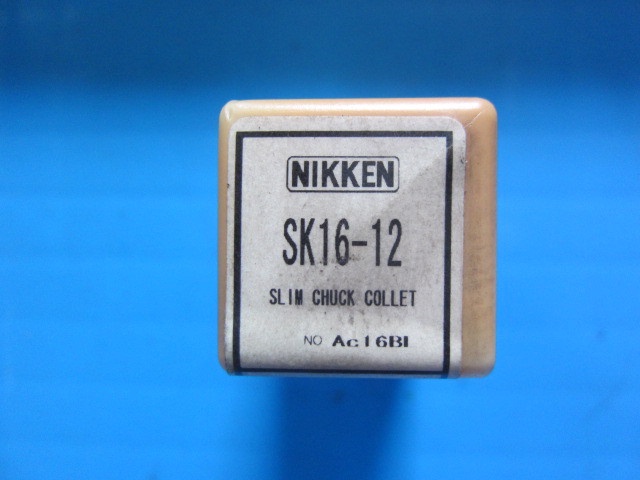 NIKKEN
SK16-12
SLIM CHUCK COLLET
NO Ac16BI